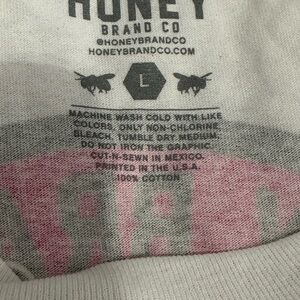 HONEY
BRAND CO
@HONEYBRANDCO
HONEYBRANDCO.COM
L
MACHINE WASH COLD WITH LIKE
COLORS, ONLY NON-CHLORINE,
BLEACH. TUMBLE DRY MEDIUM.
DO NOT IRON THE GRAPHIC.
CUT-N-SEWN IN MEXICO.
PRINTED IN THE U.S.A.
100% COTTON